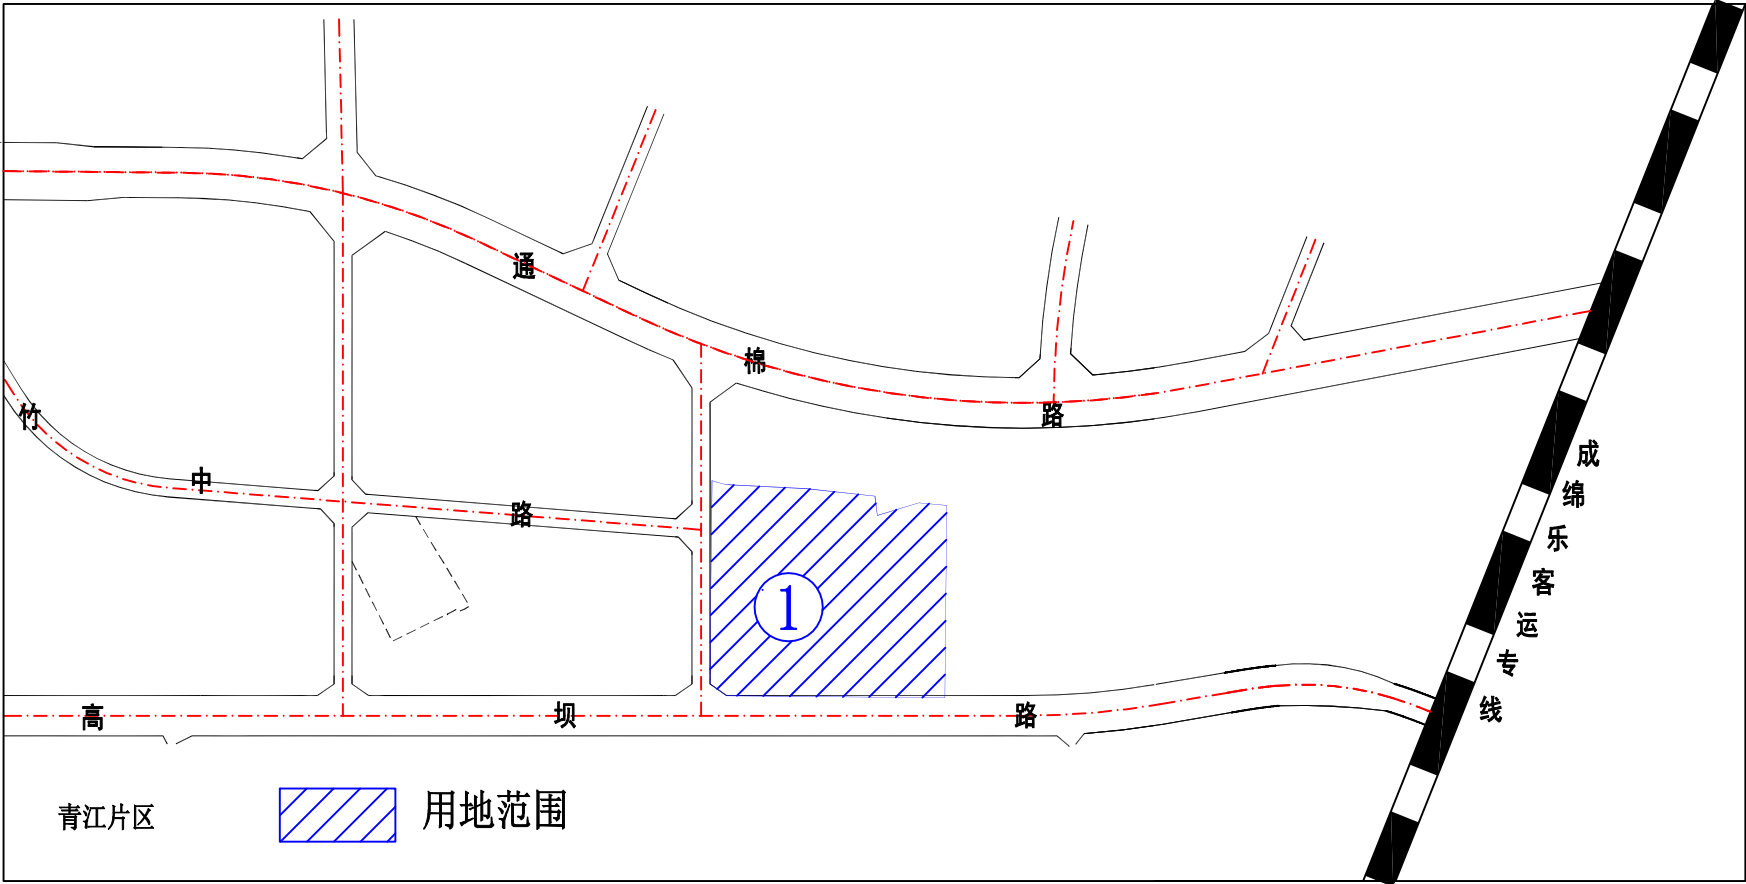 通棉路
竹中路
成绵乐客运专线
1
高坝路
青江片区
用地范围